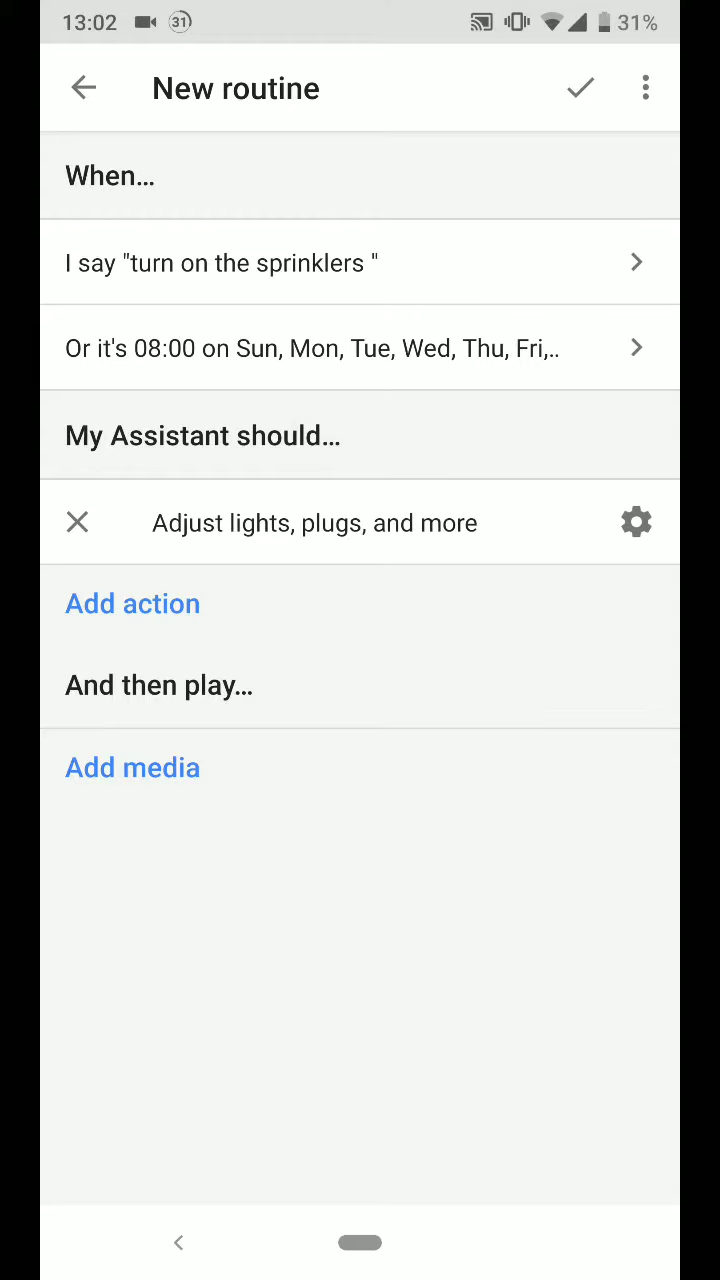 13:02 31 31%
New routine
When…
I say "turn on the sprinklers "
Or it's 08:00 on Sun, Mon, Tue, Wed, Thu, Fri,..
My Assistant should…
Adjust lights, plugs, and more
Add action
And then play…
Add media